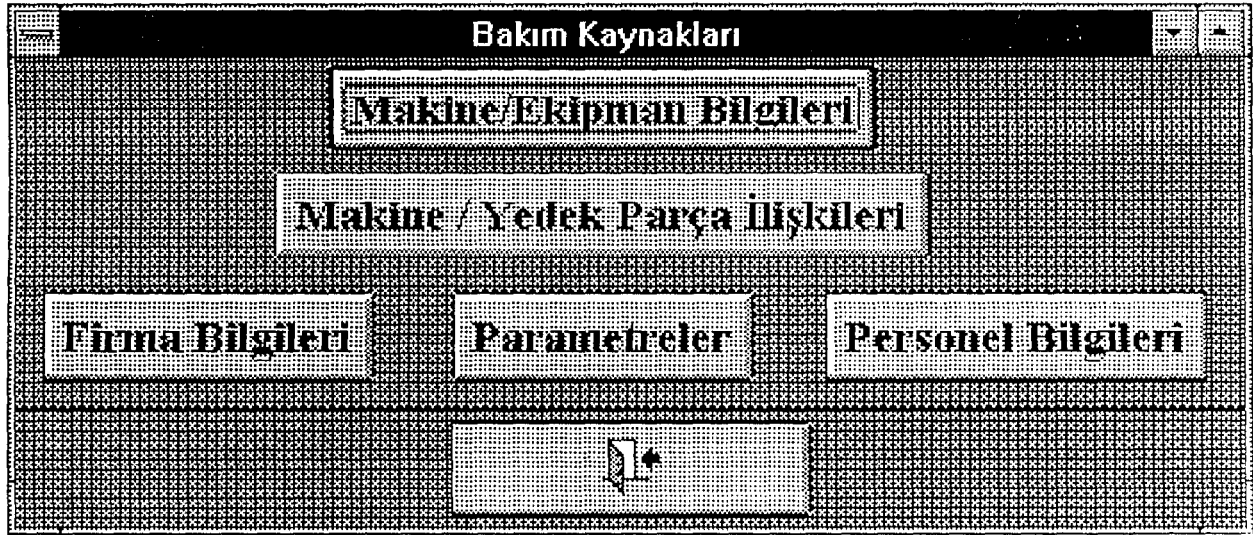 Bakım Kaynakları
Makine/Ekipman Bilgileri
Makine / Yedek Parça İlişkileri
Firma Bilgileri Parametreler Personel Bilgileri